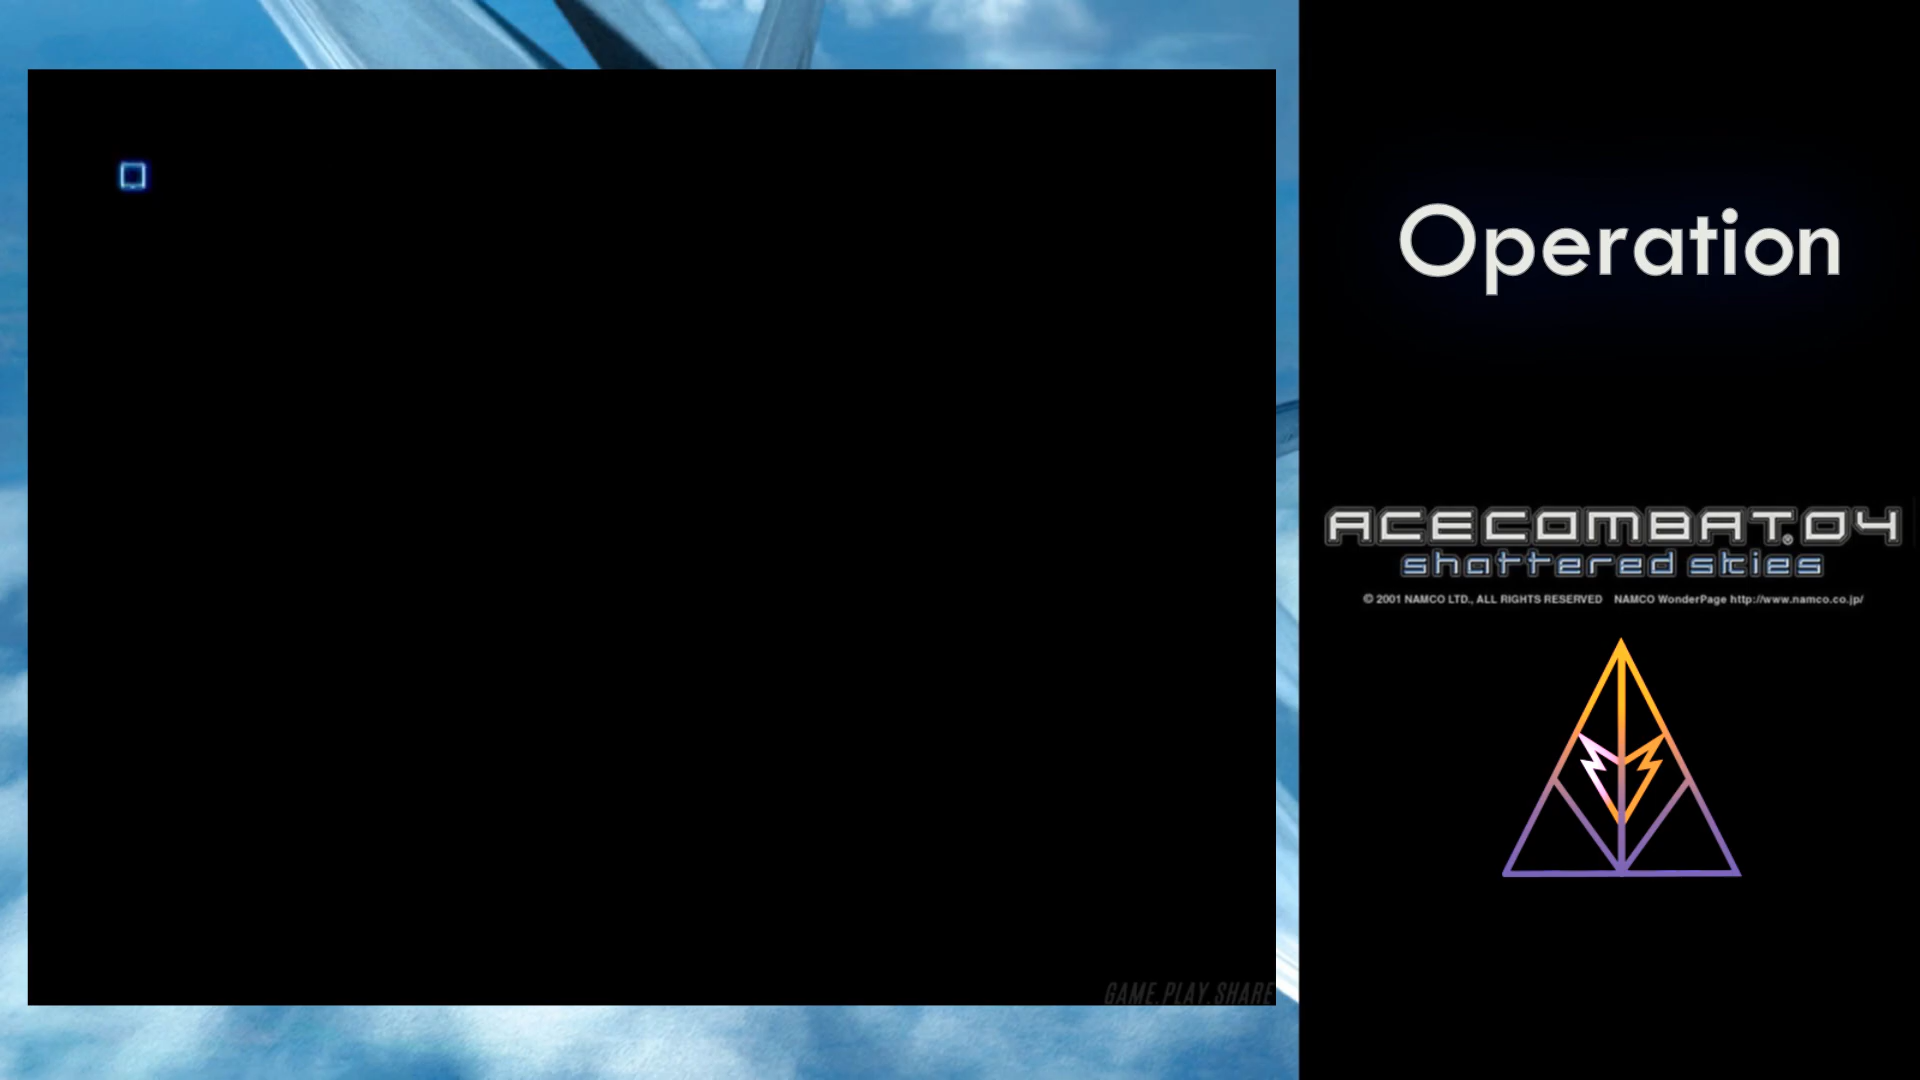 Operation
ACECOMBAT.04
shattered skies
© 2001 NAMCO LTD., ALL RIGHTS RESERVED NAMCO WonderPage http://www.namco.co.jp/
GAME.PLAY.SHARE